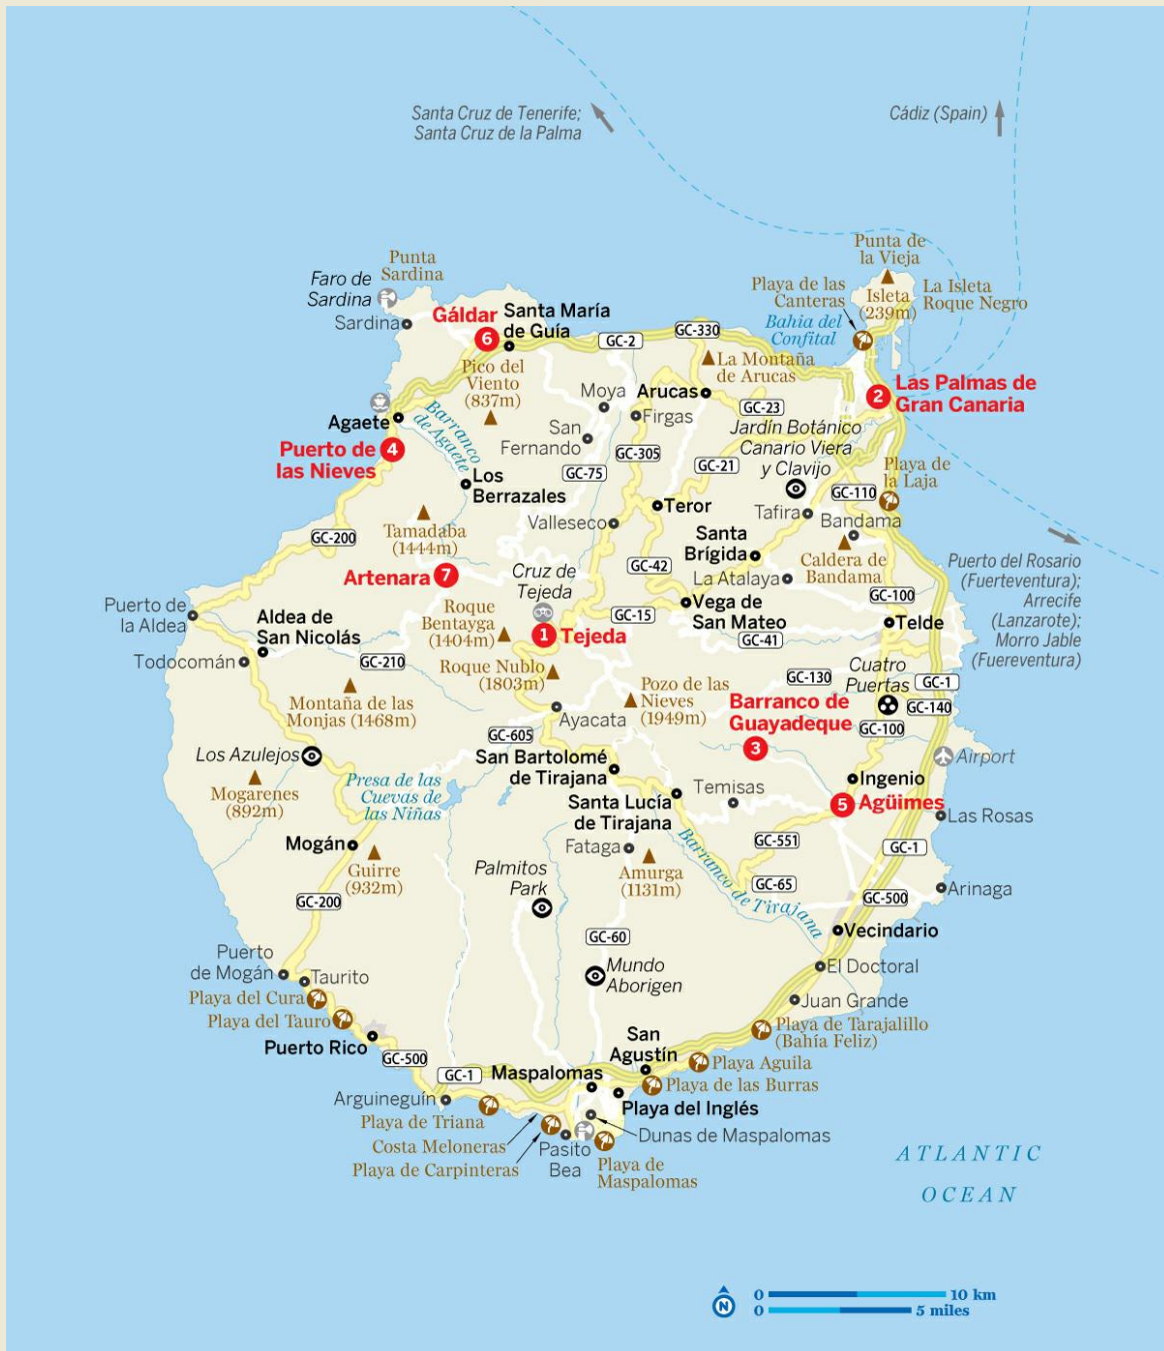 Santa Cruz de Tenerife;
Santa Cruz de la Palma
Cádiz (Spain)
Punta de
la Vieja
Punta
Sardina
Faro de
Sardina
Sardina
Playa de las
Canteras
Isleta
(239m)
La Isleta
Roque Negro
Bahia del
Confital
Gáldar
6
Santa María
de Guía
GC-2
GC-330
La Montaña
de Arucas
Pico del
Viento
(837m)
Moya
Arucas
Firgas
GC-23
2
Las Palmas de
Gran Canaria
Agaete
Barranco
de Agaete
San
Fernando
Jardín Botánico
Canario Viera
y Clavijo
Puerto de
las Nieves
4
GC-305
GC-75
GC-21
Playa de
la Laja
Los
Berrazales
GC-110
Teror
Tafira
Bandama
Tamadaba
(1444m)
Valleseco
Santa
Brígida
GC-200
Caldera de
Bandama
Puerto del Rosario
(Fuerteventura);
Arrecife
(Lanzarote);
Morro Jable
(Fuereventura)
Artenara
7
Cruz de
Tejeda
GC-42
La Atalaya
GC-100
Puerto de
la Aldea
Aldea de
San Nicolás
Roque
Bentayga
(1404m)
1
Tejeda
GC-15
Vega de
San Mateo
GC-41
Telde
Todocomán
GC-210
Roque Nublo
(1803m)
GC-130
Cuatro
Puertas
GC-1
Montaña de las
Monjas (1468m)
Pozo de las
Nieves
(1949m)
Barranco de
Guayadeque
3
GC-140
GC-100
Ayacata
GC-605
Los Azulejos
San Bartolomé
de Tirajana
Airport
Mogarenes
(892m)
Presa de las
Cuevas de
las Niñas
Ingenio
Temisas
Santa Lucía
de Tirajana
5
Agüimes
Las Rosas
Mogán
Fataga
GC-551
GC-1
Guirre
(932m)
Palmitos
Park
Amurga
(1131m)
Barranco de Tirajana
GC-65
Arinaga
GC-200
GC-500
GC-60
Vecindario
Puerto
de Mogán
Taurito
Mundo
Aborigen
El Doctoral
Playa del Cura
Juan Grande
Playa del Tauro
Playa de Tarajalillo
(Bahía Feliz)
Puerto Rico
San
Agustín
GC-500
Playa Aguila
GC-1
Maspalomas
Playa de las Burras
Arguineguín
Playa del Inglés
Playa de Triana
Dunas de Maspalomas
Costa Meloneras
Pasito
Bea
Playa de Carpinteras
Playa de
Maspalomas
ATLANTIC
OCEAN
N
0 10 km
0 5 miles